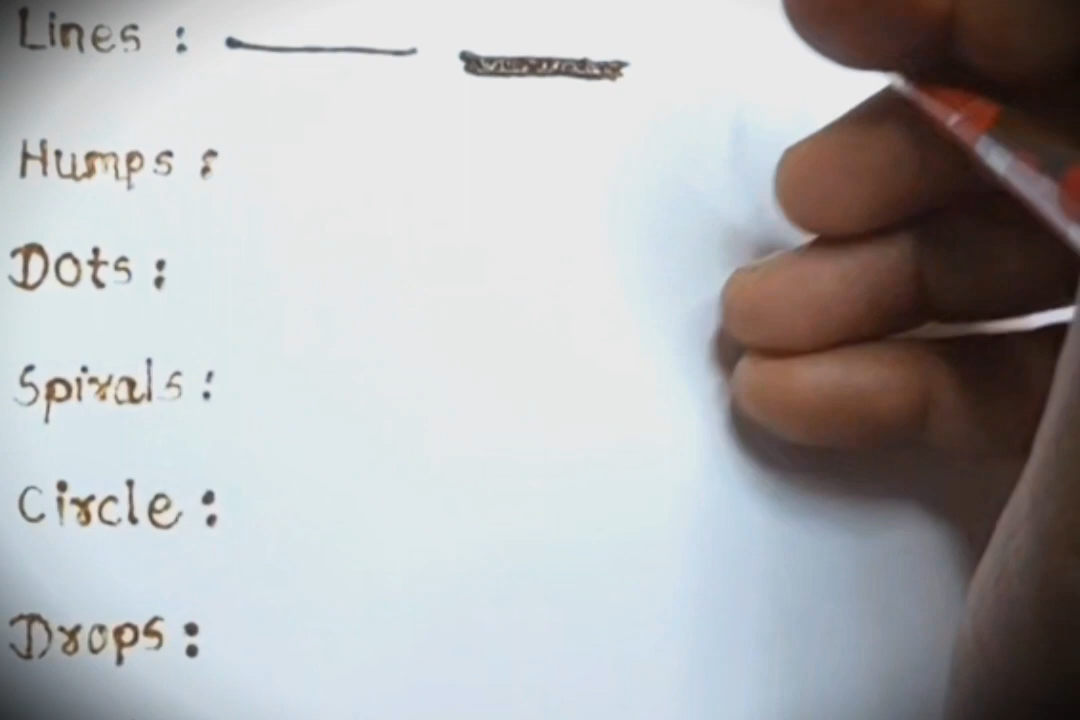 Lines :
Humps :
Dots :
Spirals :
Circle :
Drops :